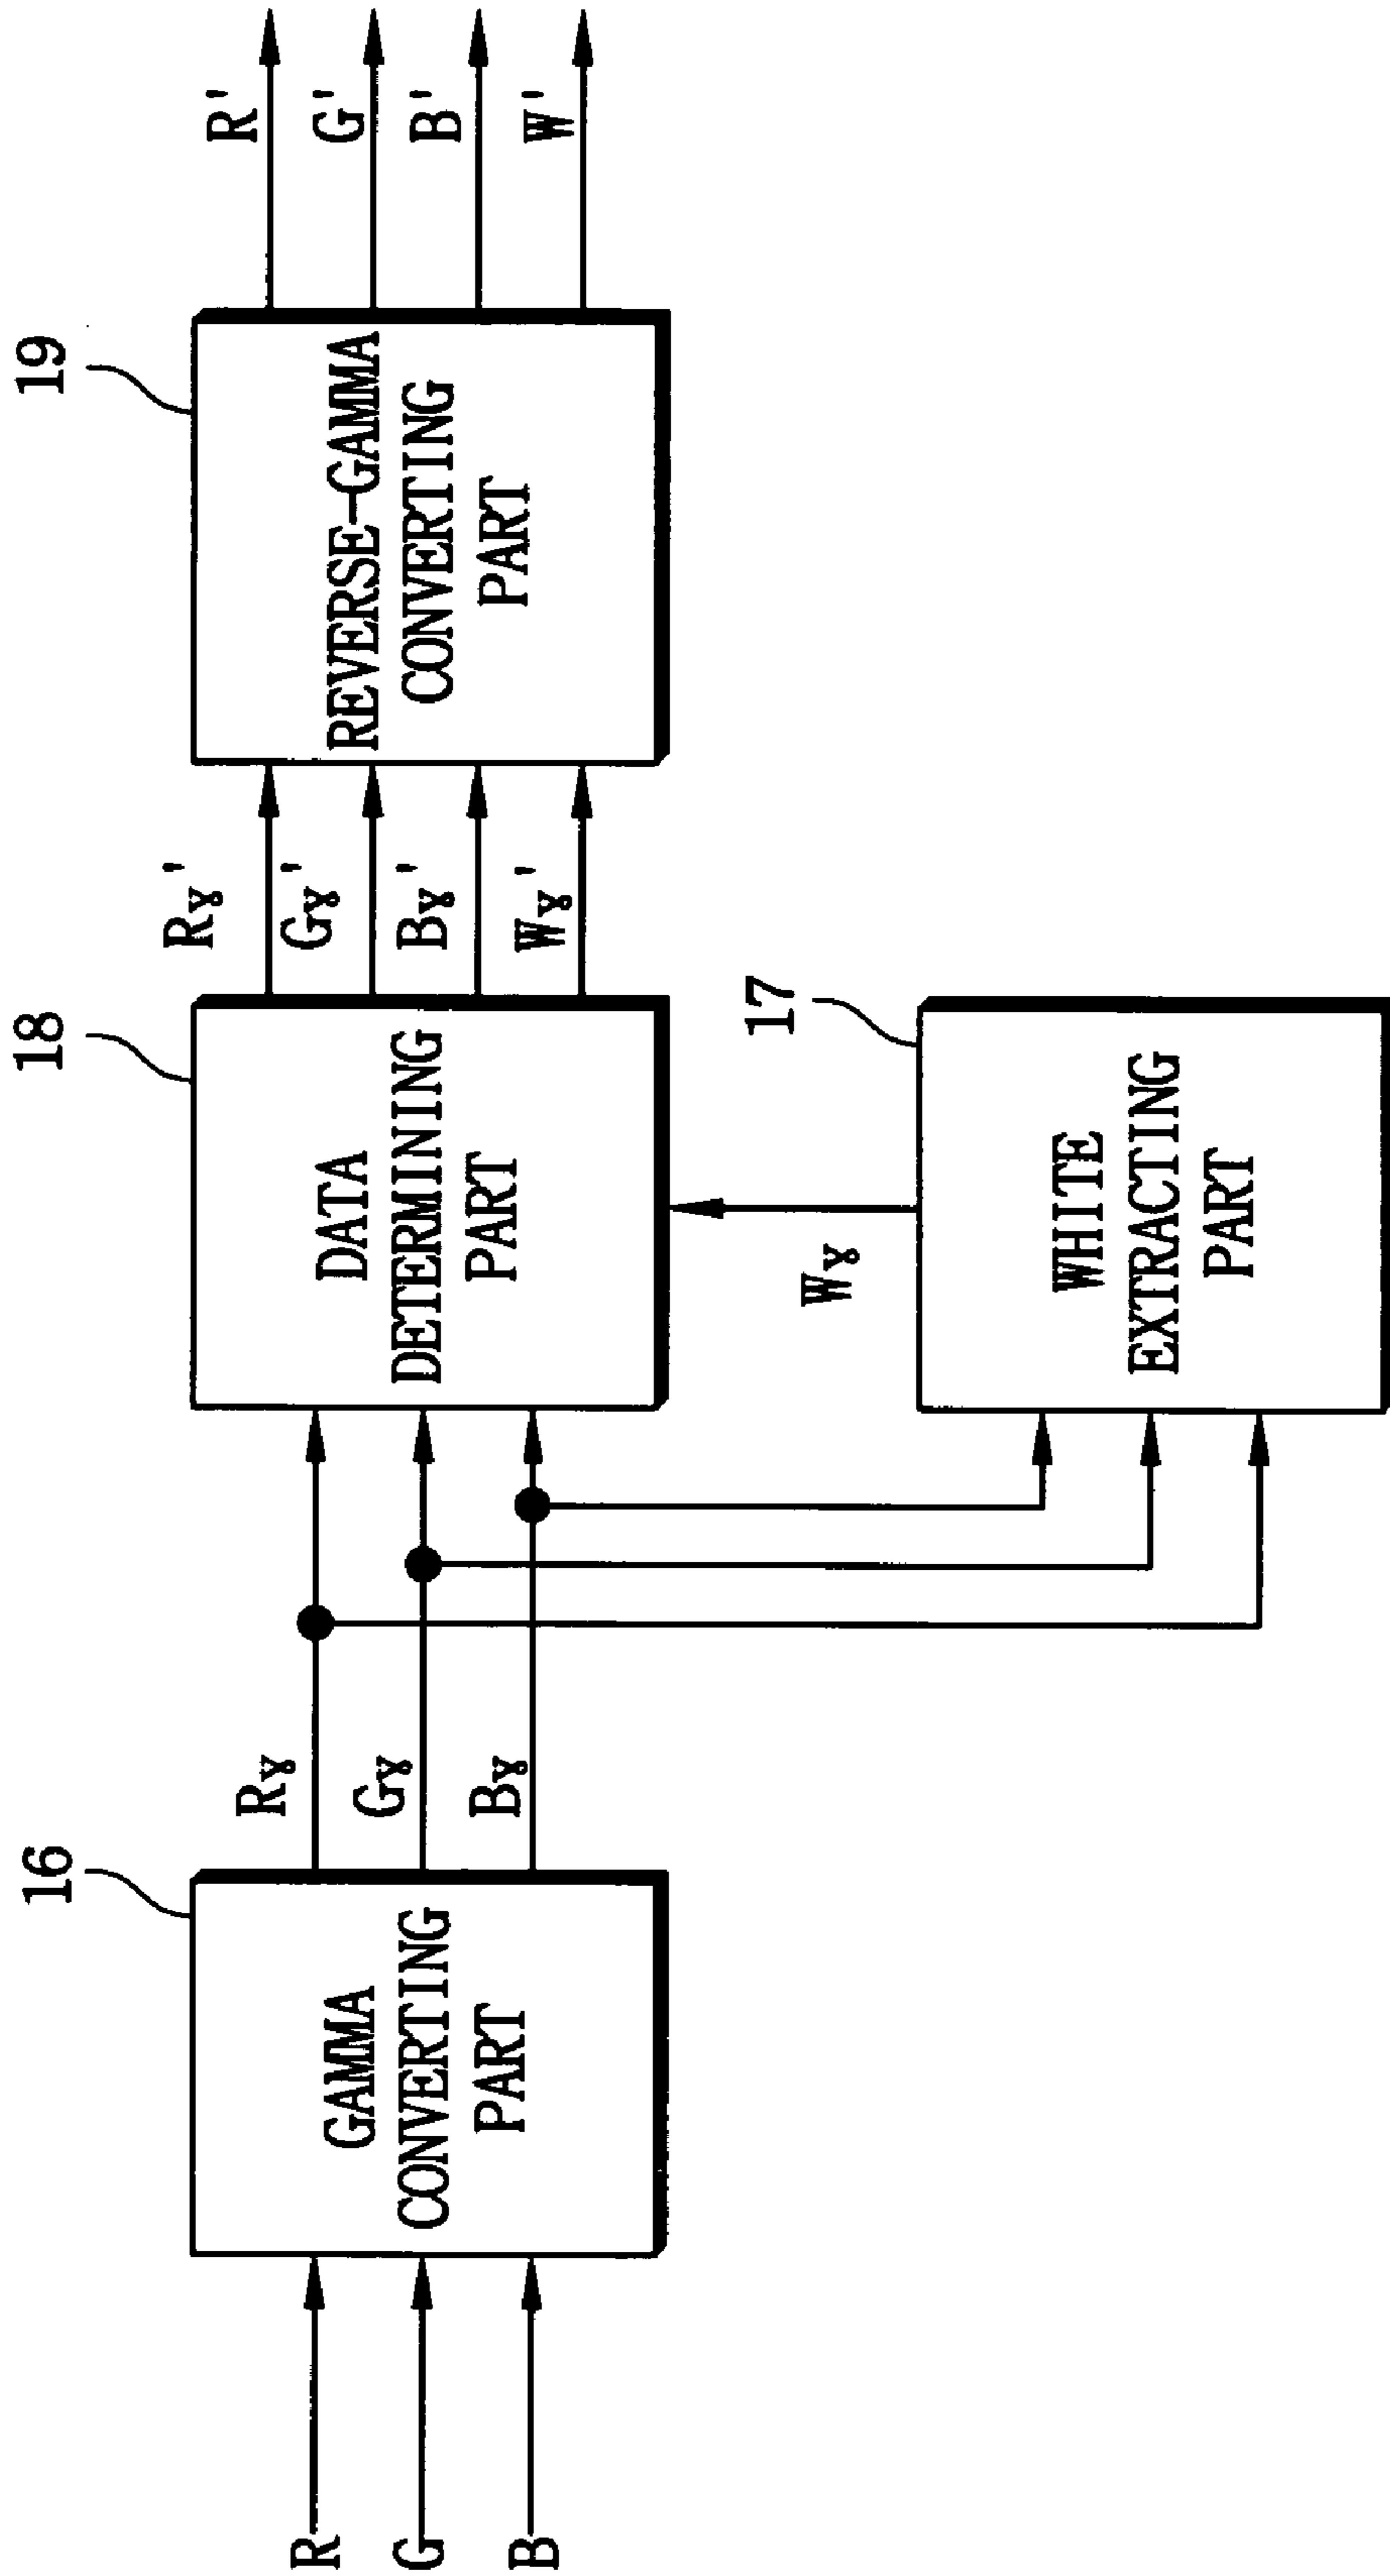 R
G
B
16
GAMMA
CONVERTING
PART
Rγ
Gγ
Bγ
18
DATA
DETERMINING
PART
Wγ
17
WHITE
EXTRACTING
PART
Rγ'
Gγ'
Bγ'
Wγ'
19
REVERSE-GAMMA
CONVERTING
PART
R'
G'
B'
W'